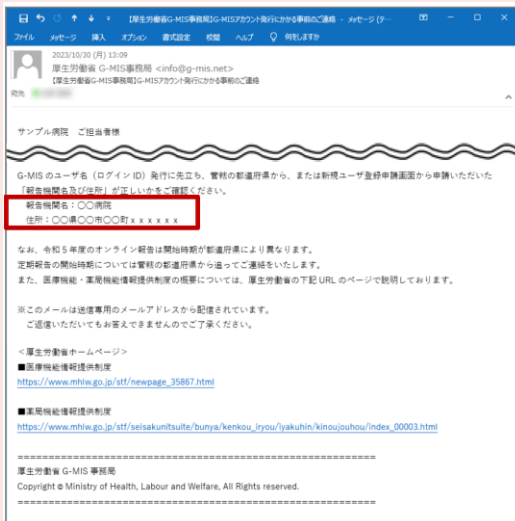 【厚生労働省G-MIS事務局】G-MISアカウント発行にかかる事前のご連絡 - メッセージ (テ…
ファイル メッセージ 挿入 オプション 書式設定 校閲 ヘルプ 何をしますか
2023/10/30 (月) 13:09
厚生労働省 G-MIS事務局 <info@g-mis.net>
【厚生労働省G-MIS事務局】G-MISアカウント発行にかかる事前のご連絡
宛先
サンプル病院 ご担当者様
G-MIS のユーザ名（ログイン ID）発行に先立ち、管轄の都道府県から、または新規ユーザ登録申請画面から申請いただいた
「報告機関名及び住所」が正しいかをご確認ください。
報告機関名：〇〇病院
住所：〇〇県〇〇市〇〇町ｘｘｘｘｘｘ
なお、令和５年度のオンライン報告は開始時期が都道府県により異なります。
定期報告の開始時期については管轄の都道府県から追ってご連絡をいたします。
また、医療機能・薬局機能情報提供制度の概要については、厚生労働省の下記 URL のページで説明しております。
※このメールは送信専用のメールアドレスから配信されています。
ご返信いただいてもお答えできませんのでご了承ください。
＜厚生労働省ホームページ＞
■医療機能情報提供制度
https://www.mhlw.go.jp/stf/newpage_35867.html
■薬局機能情報提供制度
https://www.mhlw.go.jp/stf/seisakunitsuite/bunya/kenkou_iryou/iyakuhin/kinoujouhou/index_00003.html
==========================================================
厚生労働省 G-MIS 事務局
Copyright © Ministry of Health, Labour and Welfare, All Rights reserved.
==========================================================